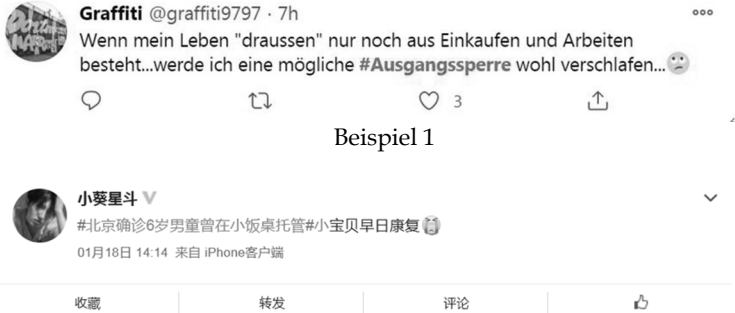 Graffiti @graffiti9797 · 7h
Wenn mein Leben "draussen" nur noch aus Einkaufen und Arbeiten
besteht...werde ich eine mögliche #Ausgangssperre wohl verschlafen...
3
Beispiel 1
小葵星斗
#北京确诊6岁男童曾在小饭桌托管#小宝贝早日康复
01月18日 14:14 来自 iPhone客户端
收藏 转发 评论